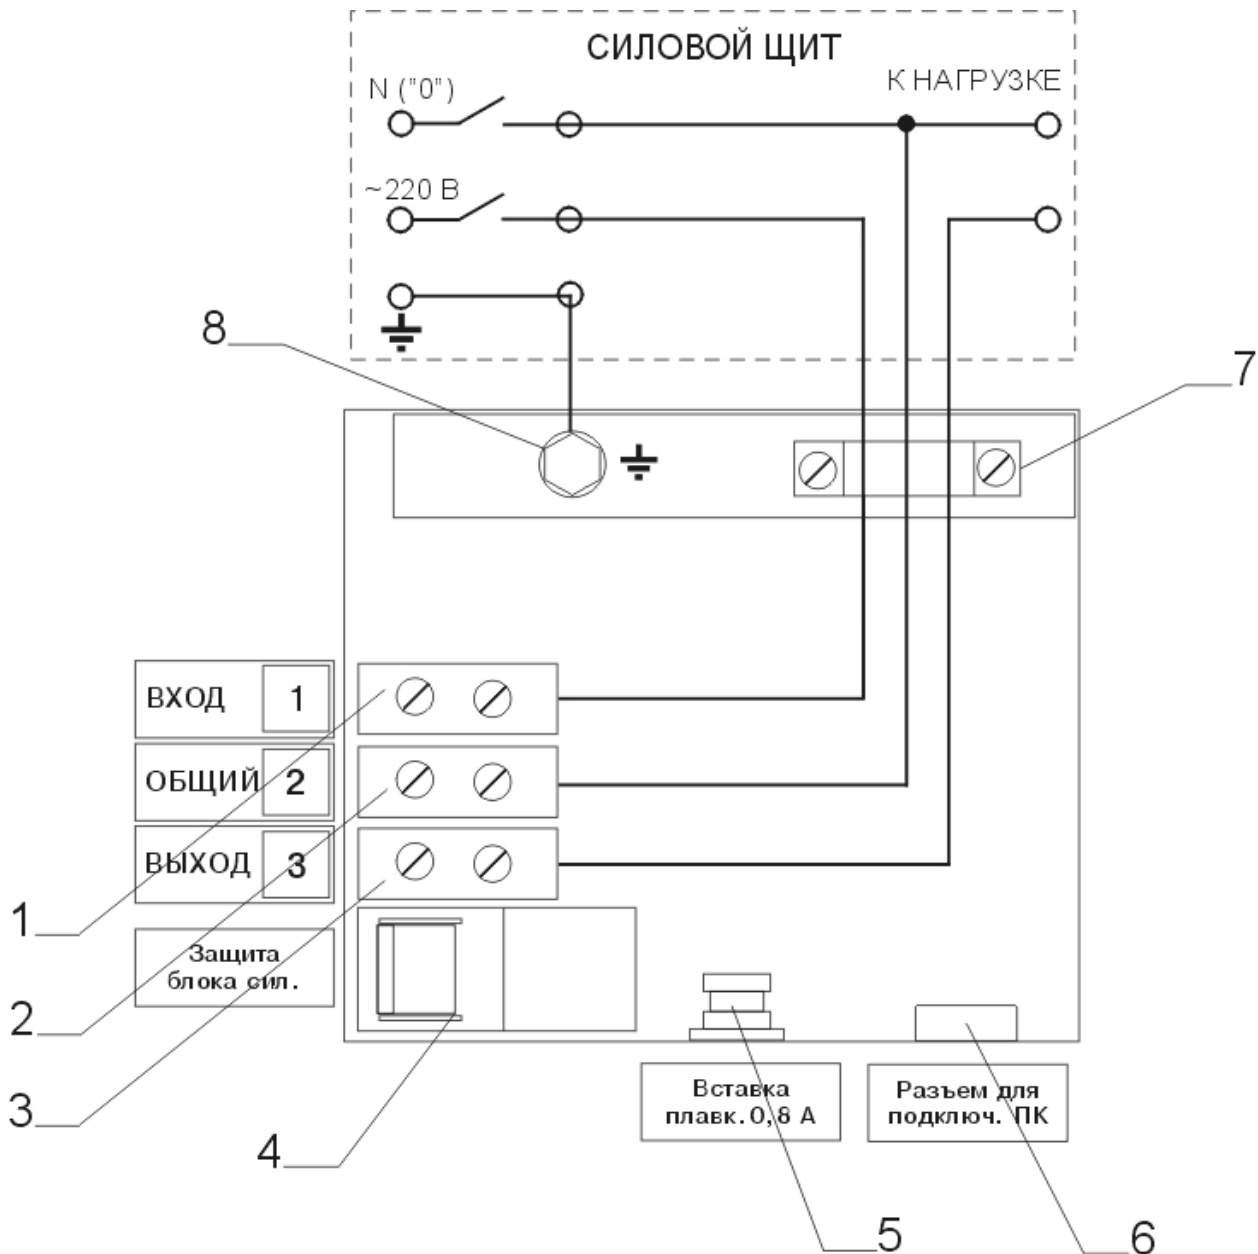 СИЛОВОЙ ЩИТ
N ("0")
К НАГРУЗКЕ
~220 В
8
7
ВХОД 1
ОБЩИЙ 2
ВЫХОД 3
1
Защита
блока сил.
2
3
Вставка
плавк. 0,8 А
Разъем для
подключ. ПК
4
5
6